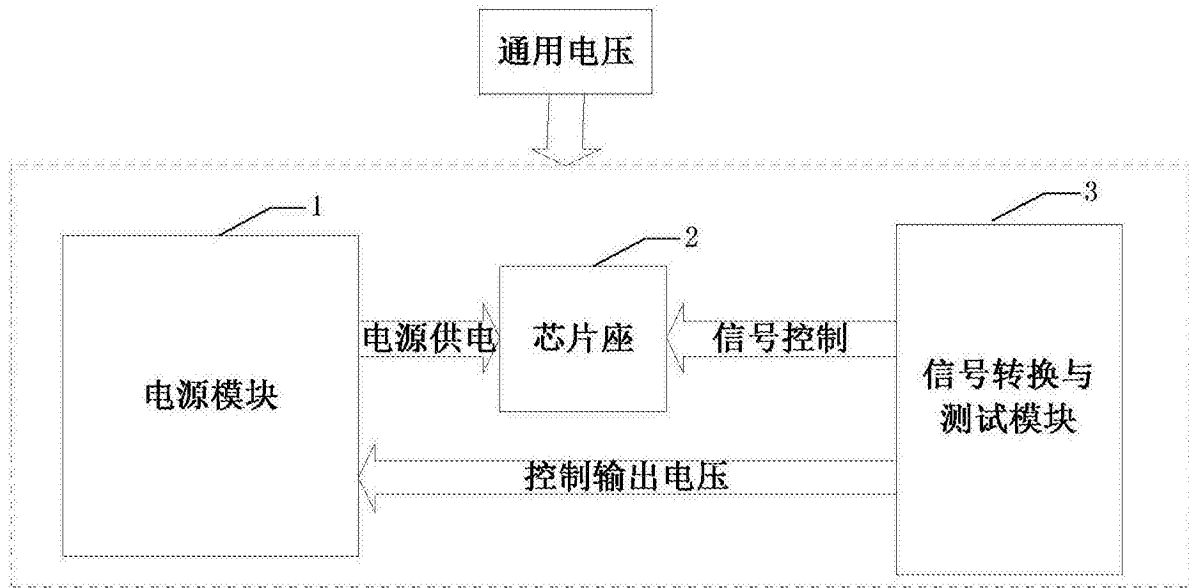 通用电压
1
2
3
电源供电
芯片座
信号控制
电源模块
信号转换与
测试模块
控制输出电压